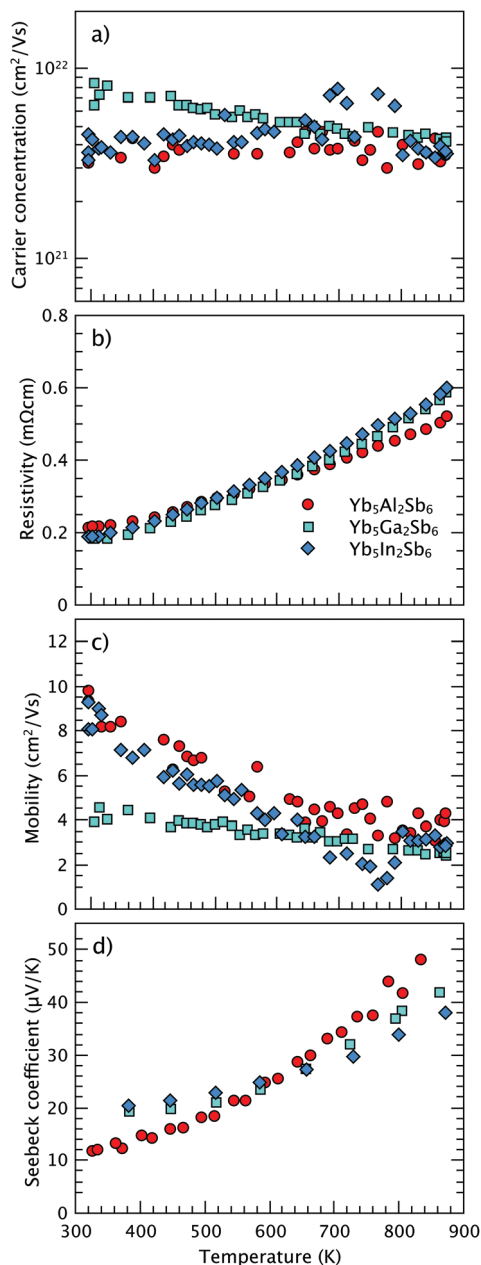 a)
Carrier concentration (cm²/Vs)
10²²
10²¹
b)
Resistivity (mΩcm)
0.8
0.6
0.4
0.2
0
Yb₅Al₂Sb₆
Yb₅Ga₂Sb₆
Yb₅In₂Sb₆
c)
Mobility (cm²/Vs)
12
10
8
6
4
2
0
d)
Seebeck coefficient (µV/K)
50
40
30
20
10
0
300 400 500 600 700 800 900
Temperature (K)